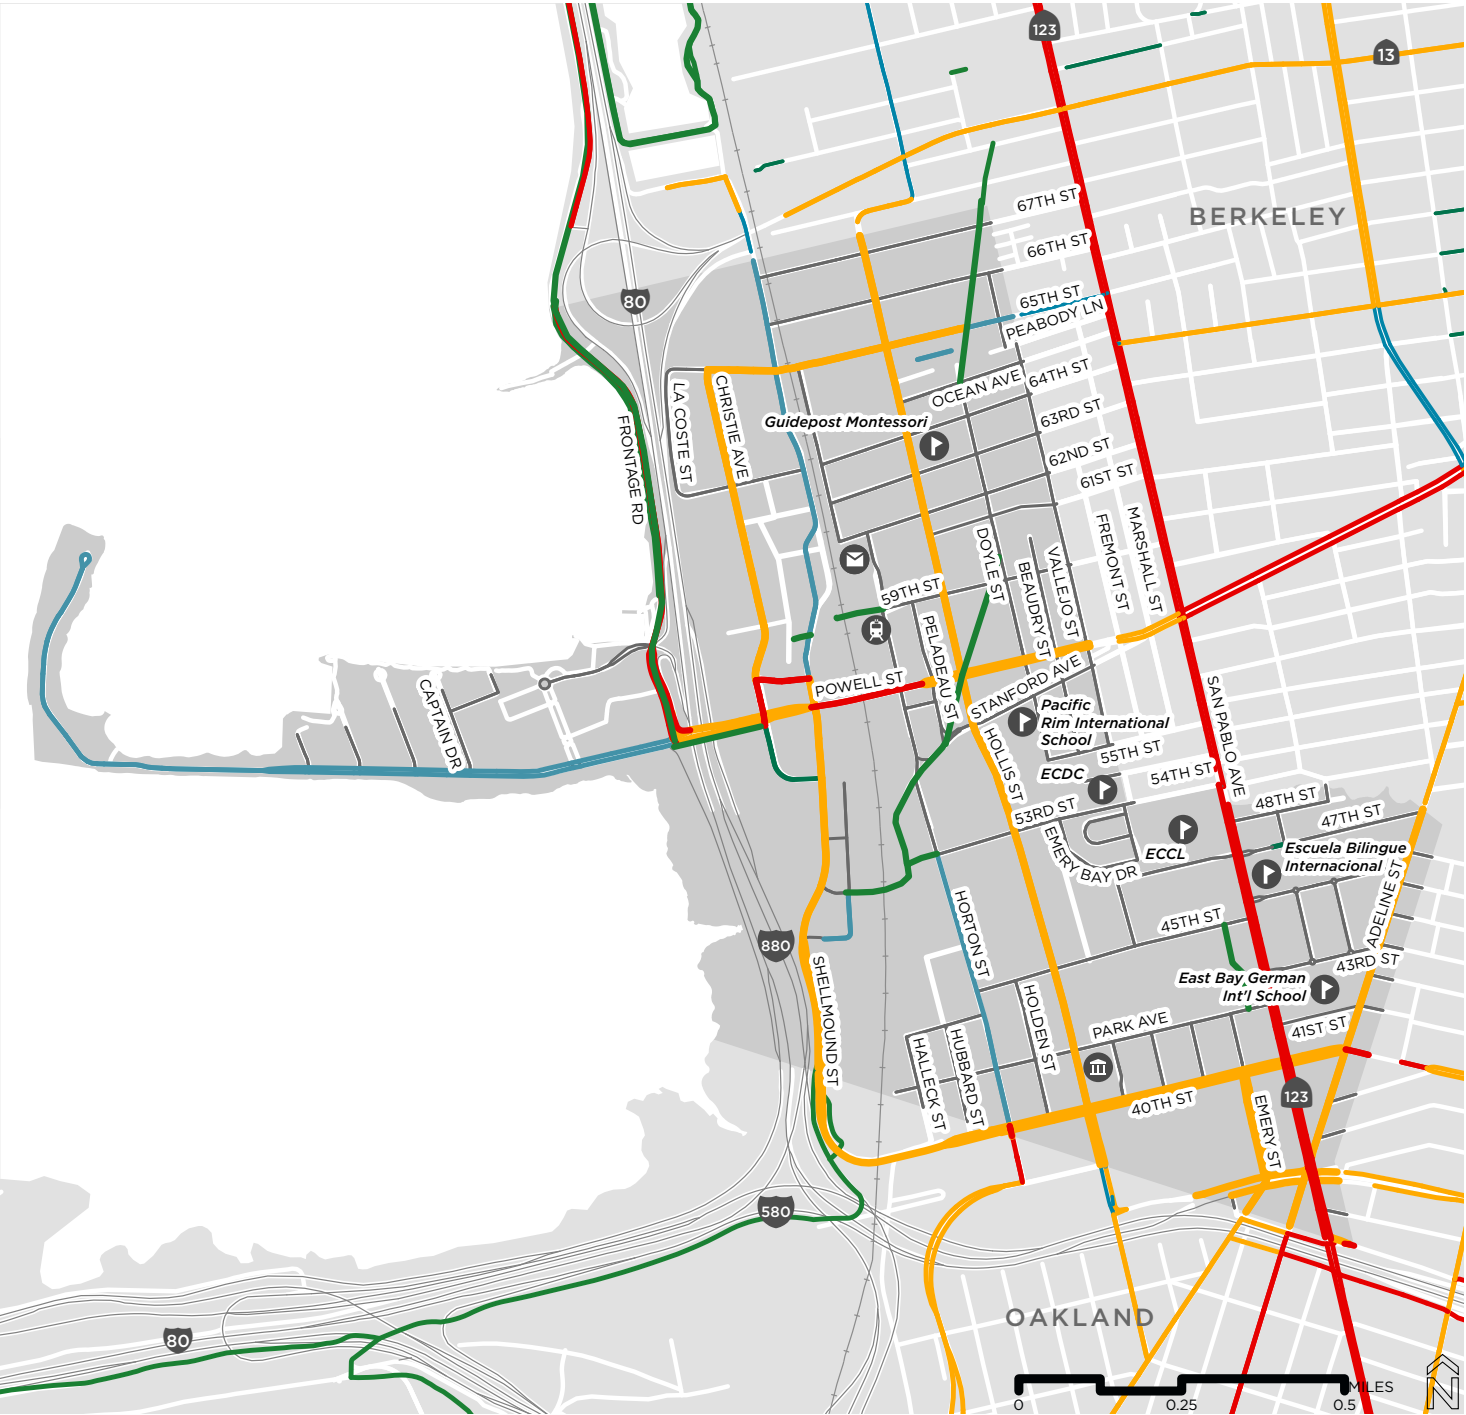 123
13
67TH ST
BERKELEY
66TH ST
80
65TH ST
PEABODY LN
64TH ST
OCEAN AVE
LA COSTE ST
CHRISTIE AVE
Guidepost Montessori
63RD ST
FRONTAGE RD
62ND ST
61ST ST
FREMONT ST
MARSHALL ST
DOYLE ST
BEAUDRY ST
VALLEJO ST
59TH ST
PELADEAU ST
POWELL ST
STANFORD AVE
CAPTAIN DR
SAN PABLO AVE
Pacific
Rim International
School
HOLLIS ST
55TH ST
ECDC
54TH ST
53RD ST
48TH ST
47TH ST
EMERY BAY DR
ECCL
Escuela Bilingue
Internacional
ADELINE ST
HORTON ST
45TH ST
880
43RD ST
SHELLMOUND ST
East Bay German
Int'l School
HOLDEN ST
PARK AVE
41ST ST
HALLECK ST
HUBBARD ST
40TH ST
123
EMERY ST
580
OAKLAND
80
MILES
0
0.25
0.5
N